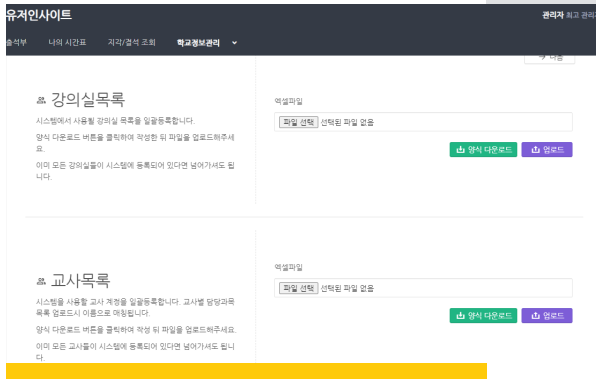 유저인사이트
관리자 최고 관리
출석부 나의 시간표 지각/결석 조회 학교정보관리
다음
강의실목록
시스템에서 사용될 강의실 목록을 일괄등록합니다.
양식 다운로드 버튼을 클릭하여 작성한 뒤 파일을 업로드해주세
요.
이미 모든 강의실들이 시스템에 등록되어 있다면 넘어가셔도 됩
니다.
엑셀파일
파일 선택 선택된 파일 없음
양식 다운로드 업로드
교사목록
시스템을 사용할 교사 계정을 일괄등록합니다. 교사별 담당과목
목록 업로드시 이름으로 매칭됩니다.
양식 다운로드 버튼을 클릭하여 작성 뒤 파일을 업로드해주세요.
이미 모든 교사들이 시스템에 등록되어 있다면 넘어가셔도 됩니
다.
엑셀파일
파일 선택 선택된 파일 없음
양식 다운로드 업로드